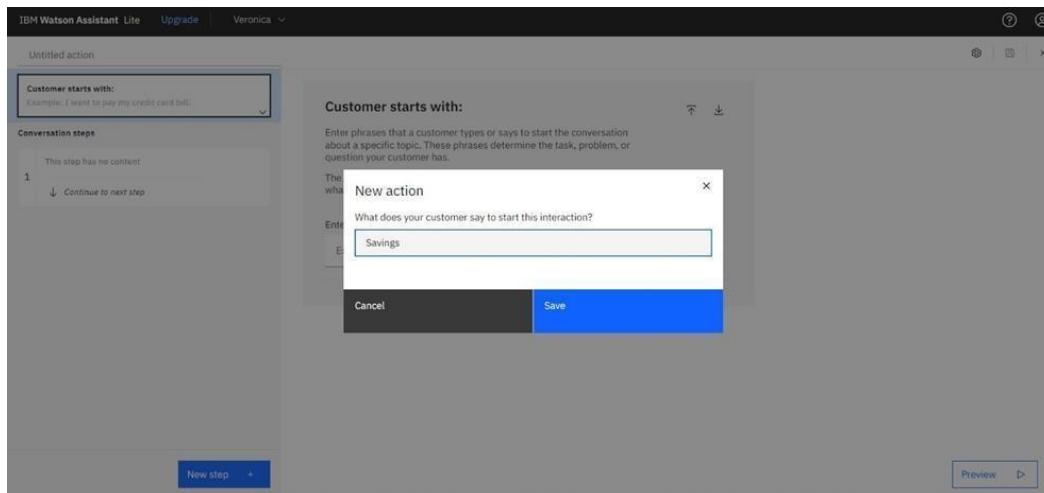 IBM Watson Assistant Lite Upgrade Veronica
Untitled action
Customer starts with:
Example: I want to pay my credit card bill.
Conversation steps
This step has no content
1
Continue to next step
New step +
Customer starts with:
Enter phrases that a customer types or says to start the conversation
about a specific topic. These phrases determine the task, problem, or
question your customer has.
The
wha
Ente
E
New action
What does your customer say to start this interaction?
Savings
Cancel
Save
Preview